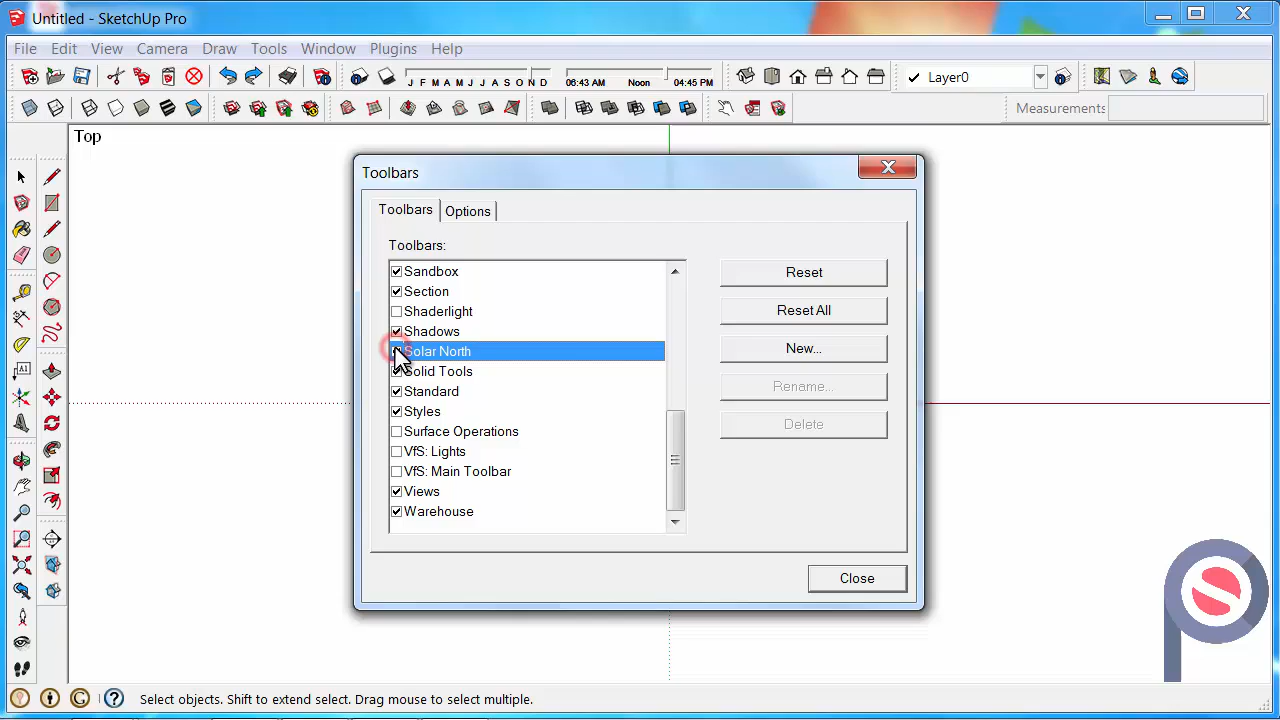 Untitled - SketchUp Pro
File Edit View Camera Draw Tools Window Plugins Help
J F M A M J J A S O N D
06:43 AM Noon 04:45 PM
Layer0
Measurements
Top
Toolbars
Toolbars Options
Toolbars:
Sandbox
Section
Shaderlight
Shadows
Solar North
Solid Tools
Standard
Styles
Surface Operations
VfS: Lights
VfS: Main Toolbar
Views
Warehouse
Reset
Reset All
New...
Rename...
Delete
Close
Select objects. Shift to extend select. Drag mouse to select multiple.